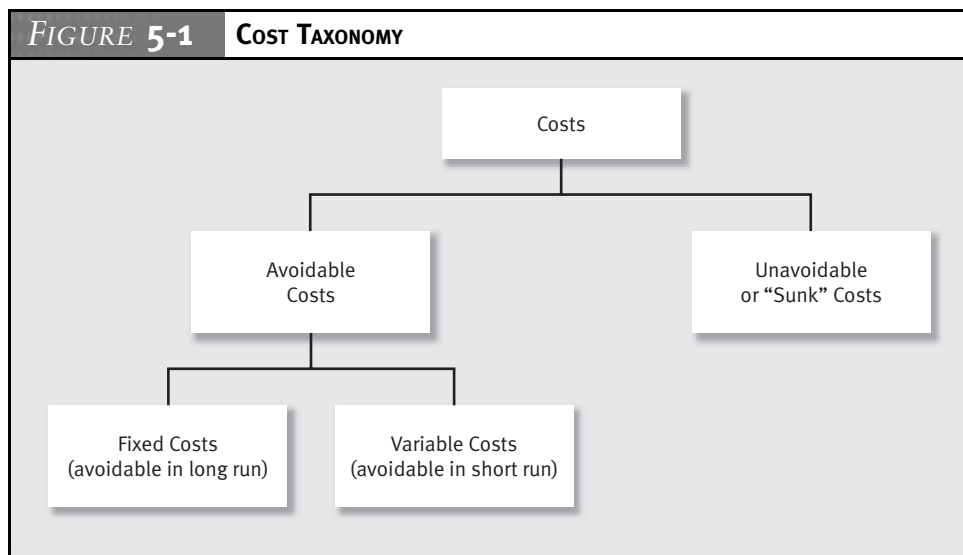 FIGURE 5-1 COST TAXONOMY
Costs
Avoidable
Costs
Unavoidable
or “Sunk” Costs
Fixed Costs
(avoidable in long run)
Variable Costs
(avoidable in short run)